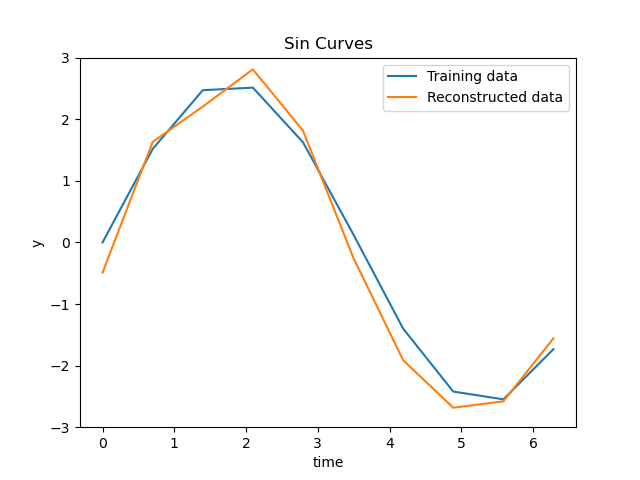 Sin Curves
Training data
Reconstructed data
3
2
1
0
−1
−2
−3
y
0 1 2 3 4 5 6
time